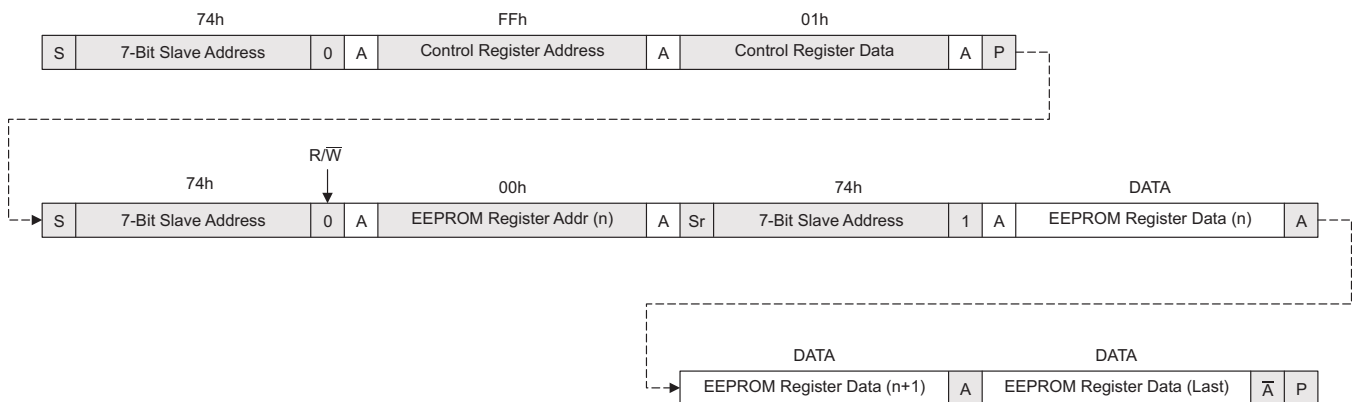 74h FFh 01h
S 7-Bit Slave Address 0 A Control Register Address A Control Register Data A P
R/W̅
74h 00h 74h DATA
S 7-Bit Slave Address 0 A EEPROM Register Addr (n) A Sr 7-Bit Slave Address 1 A EEPROM Register Data (n) A
DATA DATA
EEPROM Register Data (n+1) A EEPROM Register Data (Last) A̅ P